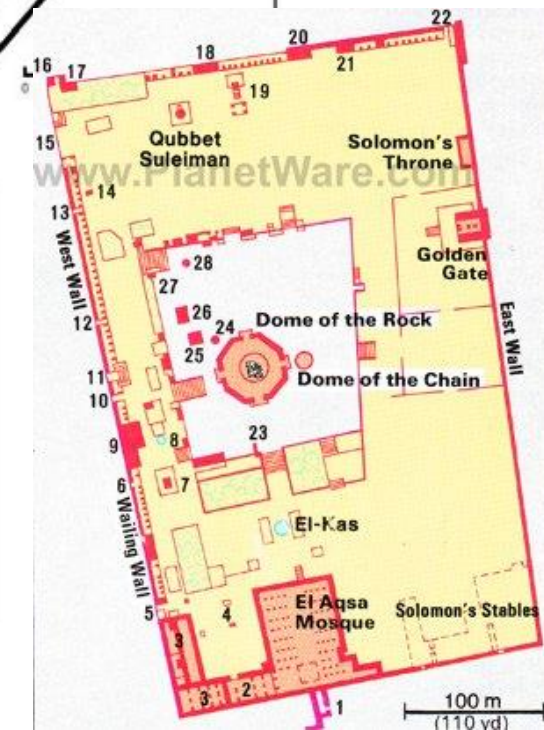 22
20
18
21
16
17
19
Qubbet
Suleiman
Solomon's
Throne
15
www.PlanetWare.com
14
13
West Wall
Golden
Gate
28
27
26
24
Dome of the Rock
East Wall
12
25
11
Dome of the Chain
10
9
8
23
7
6
Wailing Wall
El-Kas
5
4
El Aqsa
Mosque
Solomon's Stables
3
3
2
1
100 m
(110 yd)